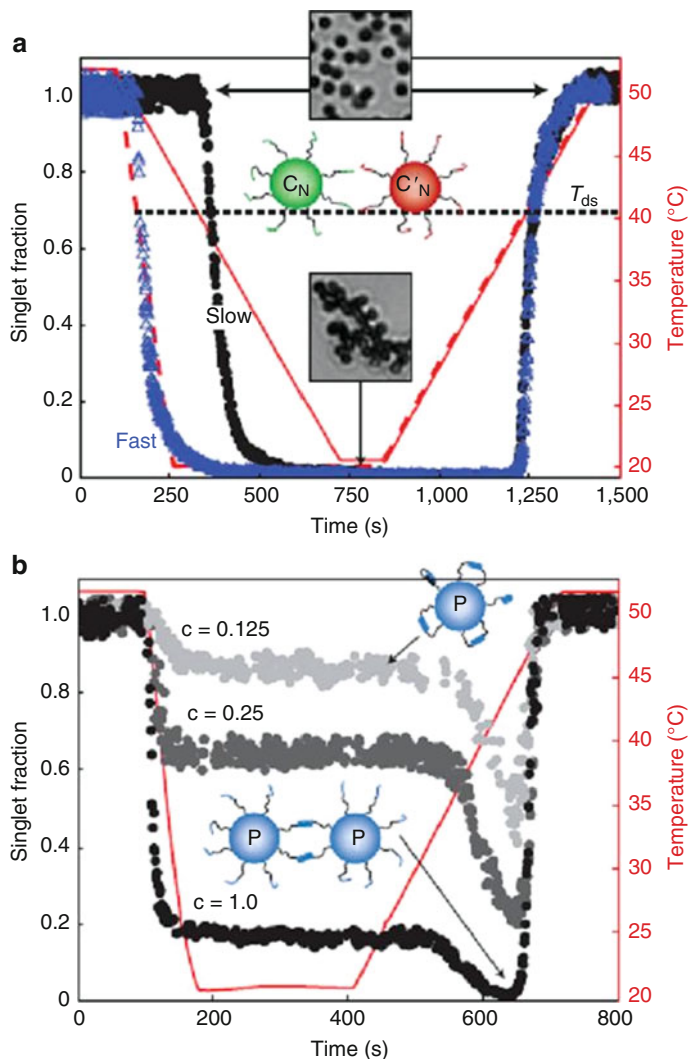 a
1.0
0.8
0.6
0.4
0.2
0
Singlet fraction
50
45
40
35
30
25
20
Temperature (°C)
C_N
C′_N
T_ds
Slow
Fast
0
250
500
750
1,000
1,250
1,500
Time (s)
b
1.0
0.8
0.6
0.4
0.2
0
Singlet fraction
50
45
40
35
30
25
20
Temperature (°C)
P
c = 0.125
c = 0.25
P
P
c = 1.0
0
200
400
600
800
Time (s)